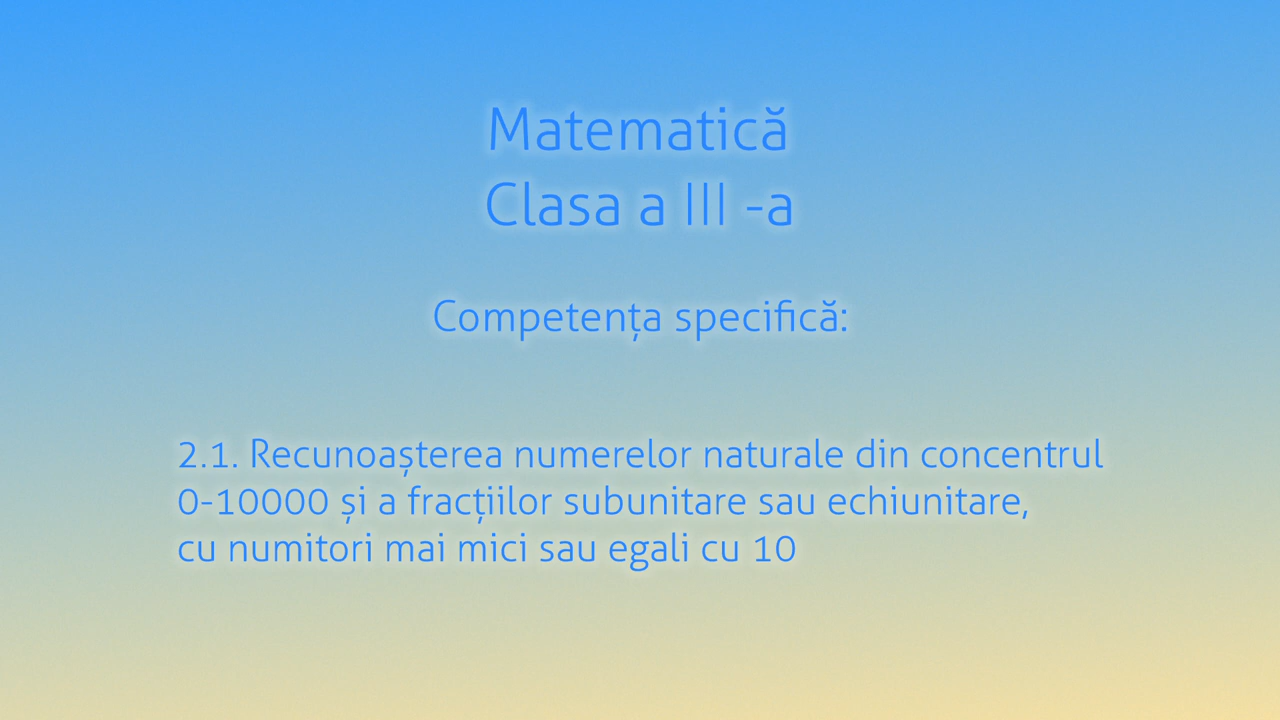 Matematică
Clasa a III -a
Competența specifică:
2.1. Recunoașterea numerelor naturale din concentrul
0-10000 și a fracțiilor subunitare sau echiunitare,
cu numitori mai mici sau egali cu 10